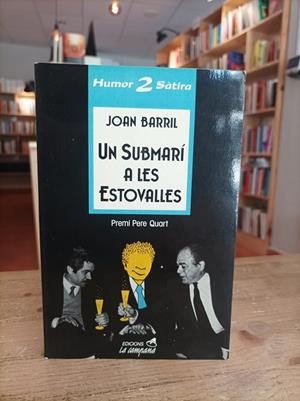 Humor 2 Sàtira
JOAN BARRIL
UN SUBMARÍ
A LES
ESTOVALLES
Premi Pere Quart
EDICIONS
La campana